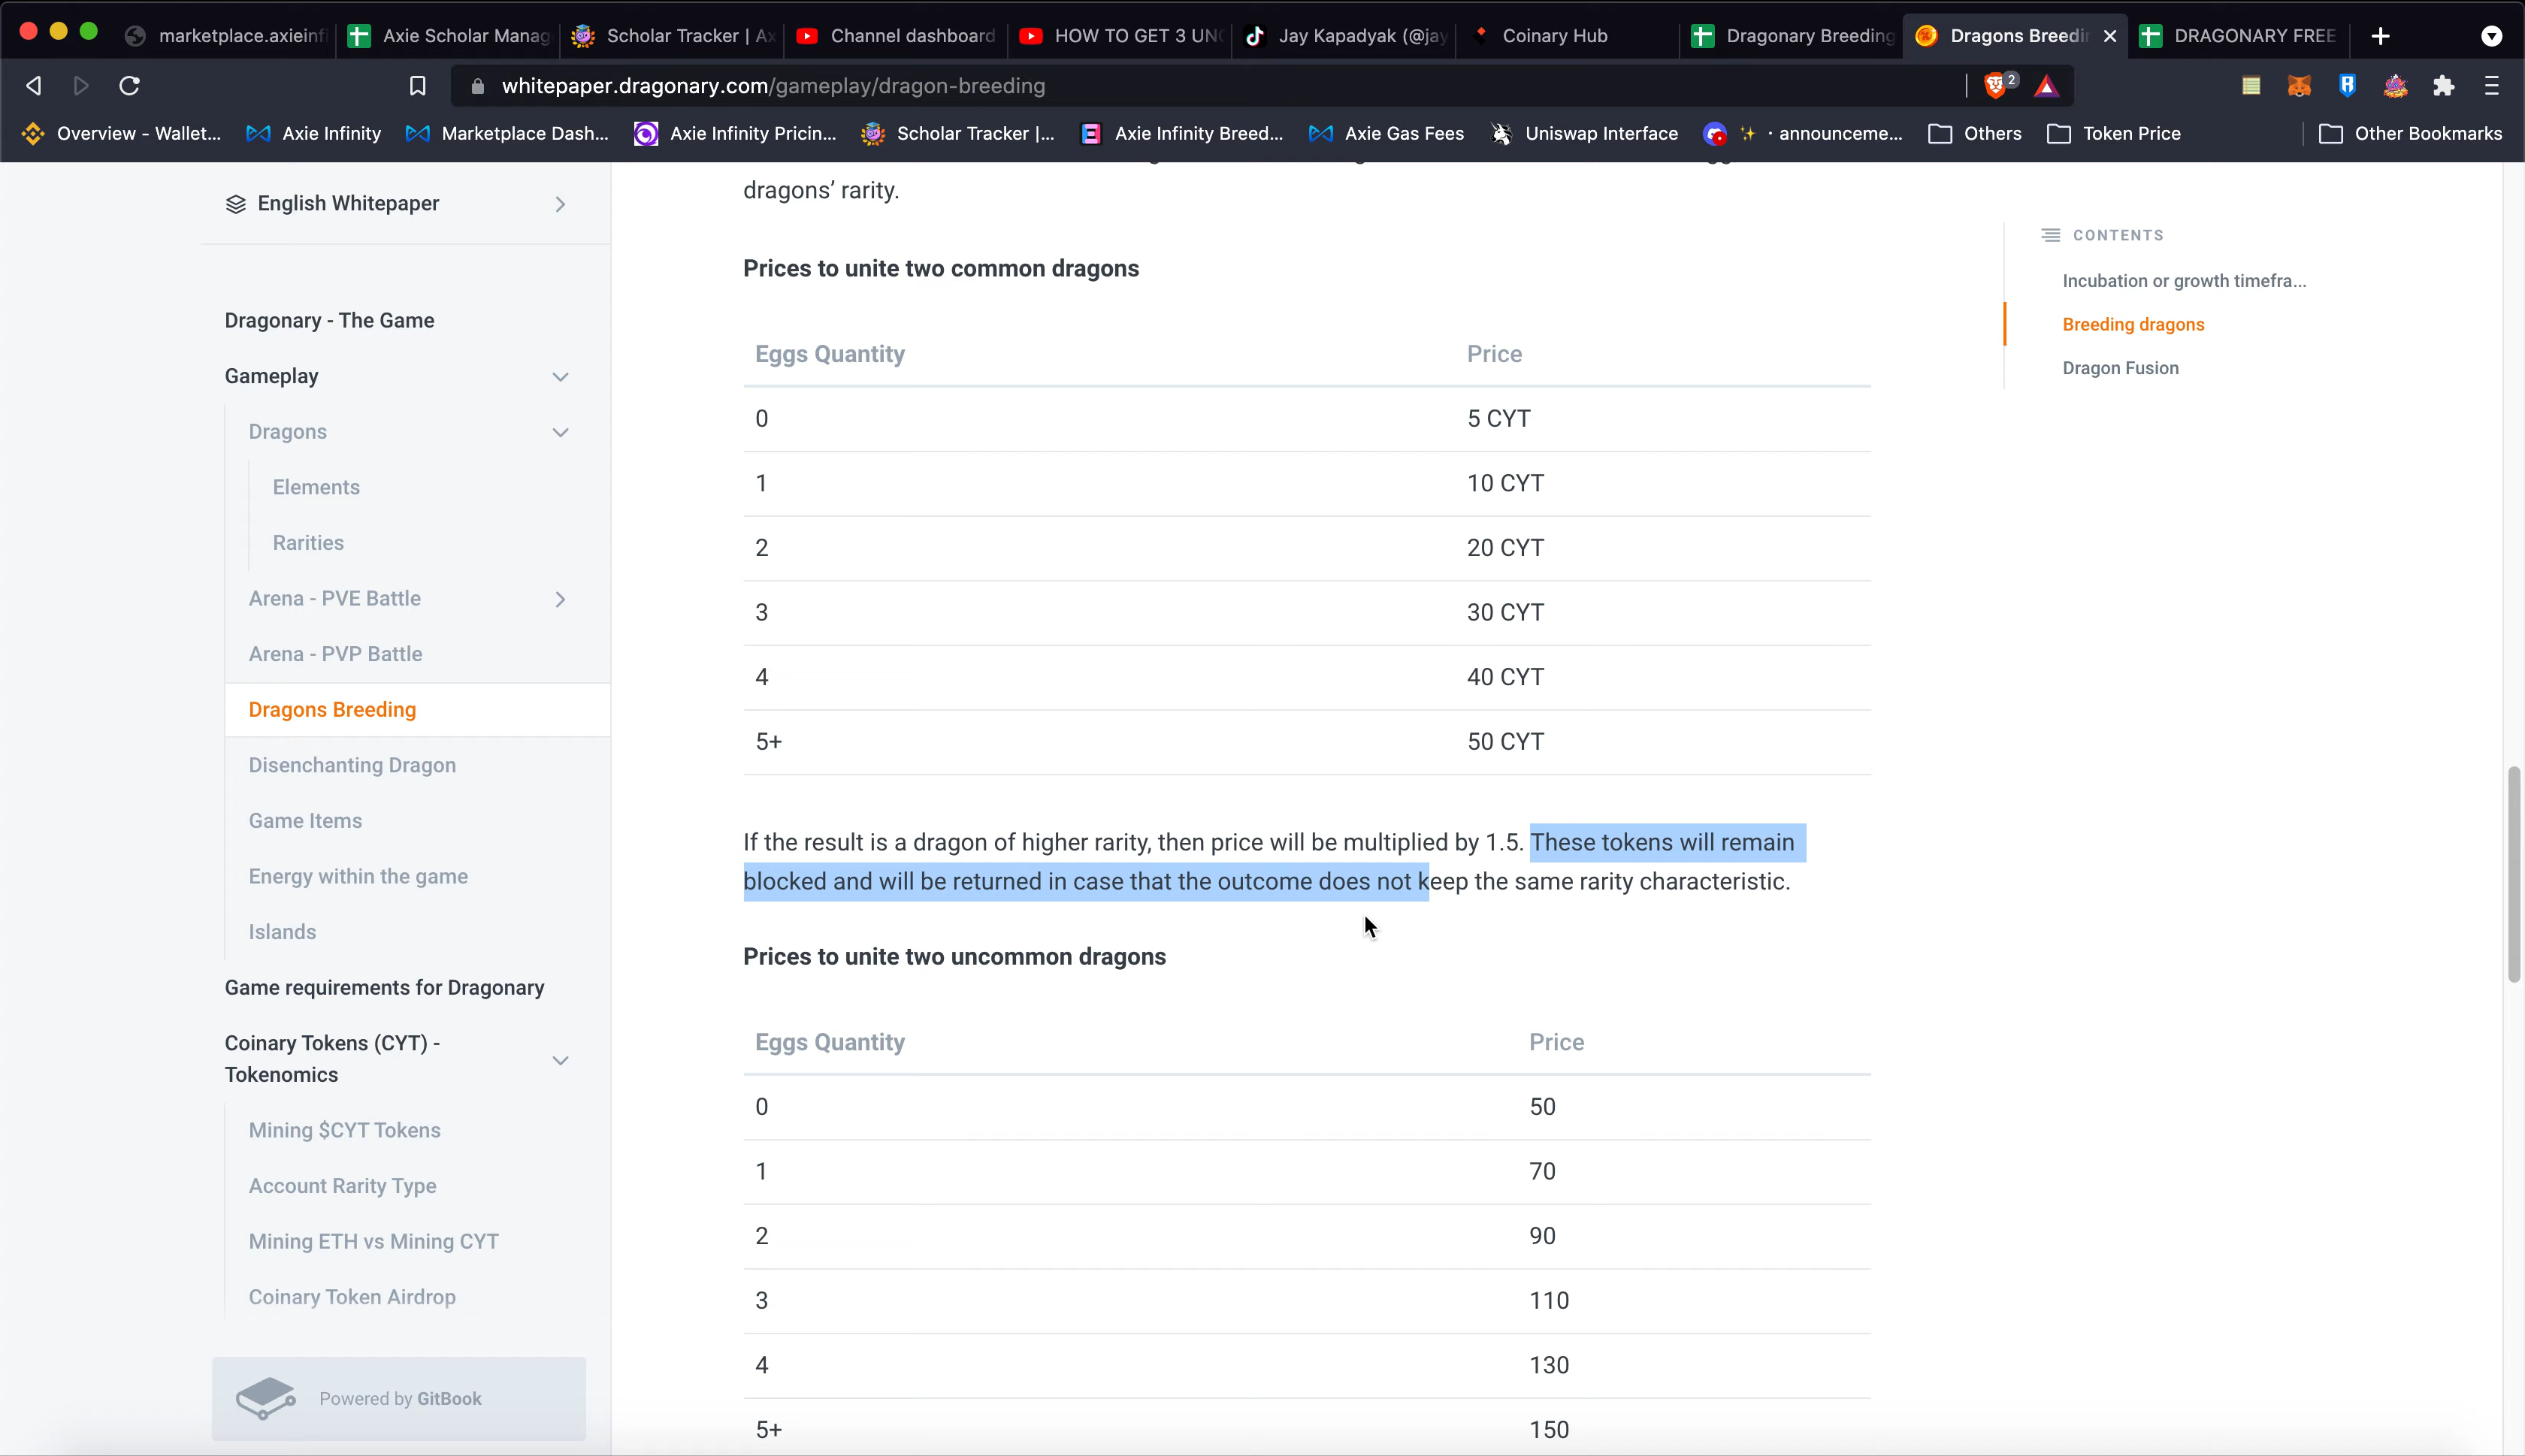 marketplace.axieinfi
Axie Scholar Manag
Scholar Tracker | Ax
Channel dashboard
HOW TO GET 3 UNC
Jay Kapadyak (@jay
Coinary Hub
Dragonary Breeding
Dragons Breedin
DRAGONARY FREE
whitepaper.dragonary.com/gameplay/dragon-breeding
2
Overview - Wallet...
Axie Infinity
Marketplace Dash...
Axie Infinity Pricin...
Scholar Tracker |...
Axie Infinity Breed...
Axie Gas Fees
Uniswap Interface
· announceme...
Others
Token Price
Other Bookmarks
English Whitepaper
Dragonary - The Game
Gameplay
Dragons
Elements
Rarities
Arena - PVE Battle
Arena - PVP Battle
Dragons Breeding
Disenchanting Dragon
Game Items
Energy within the game
Islands
Game requirements for Dragonary
Coinary Tokens (CYT) -
Tokenomics
Mining $CYT Tokens
Account Rarity Type
Mining ETH vs Mining CYT
Coinary Token Airdrop
Powered by GitBook
dragons’ rarity.
Prices to unite two common dragons
Eggs Quantity Price
0 5 CYT
1 10 CYT
2 20 CYT
3 30 CYT
4 40 CYT
5+ 50 CYT
If the result is a dragon of higher rarity, then price will be multiplied by 1.5. These tokens will remain
blocked and will be returned in case that the outcome does not keep the same rarity characteristic.
Prices to unite two uncommon dragons
Eggs Quantity Price
0 50
1 70
2 90
3 110
4 130
5+ 150
CONTENTS
Incubation or growth timefra...
Breeding dragons
Dragon Fusion